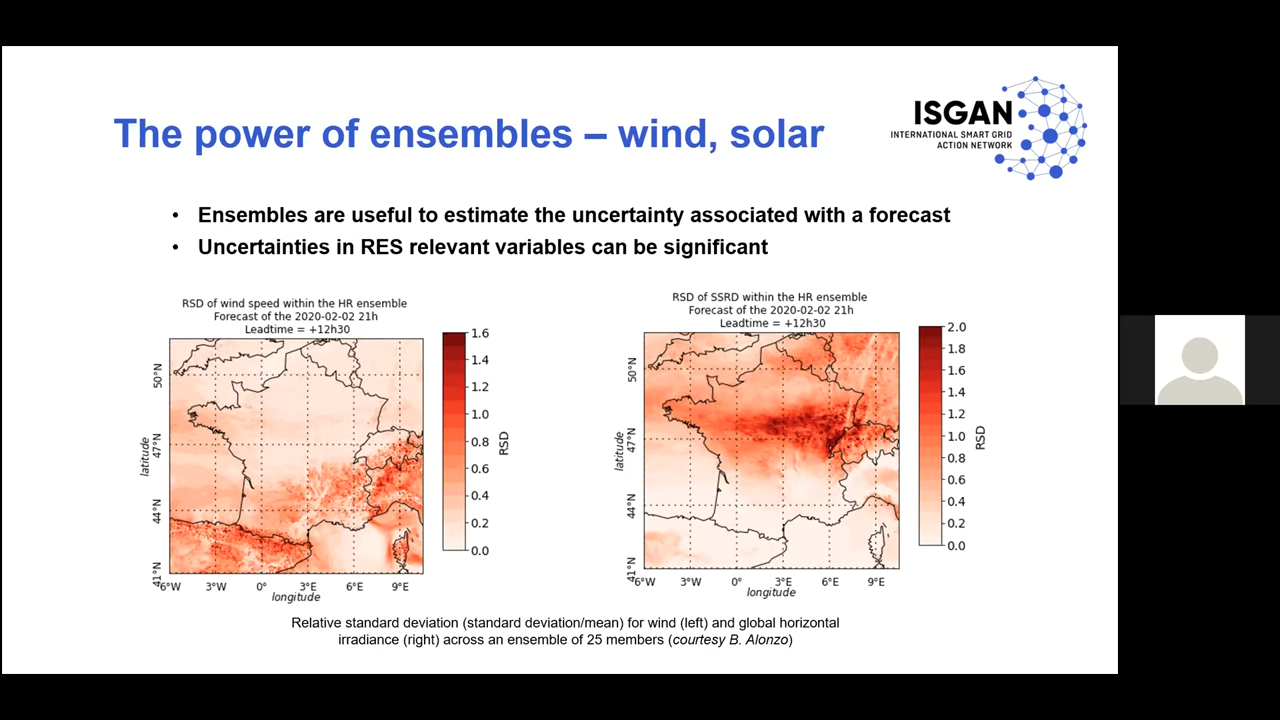 ISGAN
INTERNATIONAL SMART GRID
ACTION NETWORK
The power of ensembles – wind, solar
• Ensembles are useful to estimate the uncertainty associated with a forecast
• Uncertainties in RES relevant variables can be significant
RSD of wind speed within the HR ensemble
Forecast of the 2020-02-02 21h
Leadtime = +12h30
50°N
47°N
44°N
41°N
latitude
6°W 3°W 0° 3°E 6°E 9°E
longitude
1.6
1.4
1.2
1.0
0.8
0.6
0.4
0.2
0.0
RSD
RSD of SSRD within the HR ensemble
Forecast of the 2020-02-02 21h
Leadtime = +12h30
50°N
47°N
44°N
41°N
latitude
6°W 3°W 0° 3°E 6°E 9°E
longitude
2.0
1.8
1.6
1.4
1.2
1.0
0.8
0.6
0.4
0.2
0.0
RSD
Relative standard deviation (standard deviation/mean) for wind (left) and global horizontal
irradiance (right) across an ensemble of 25 members (courtesy B. Alonzo)